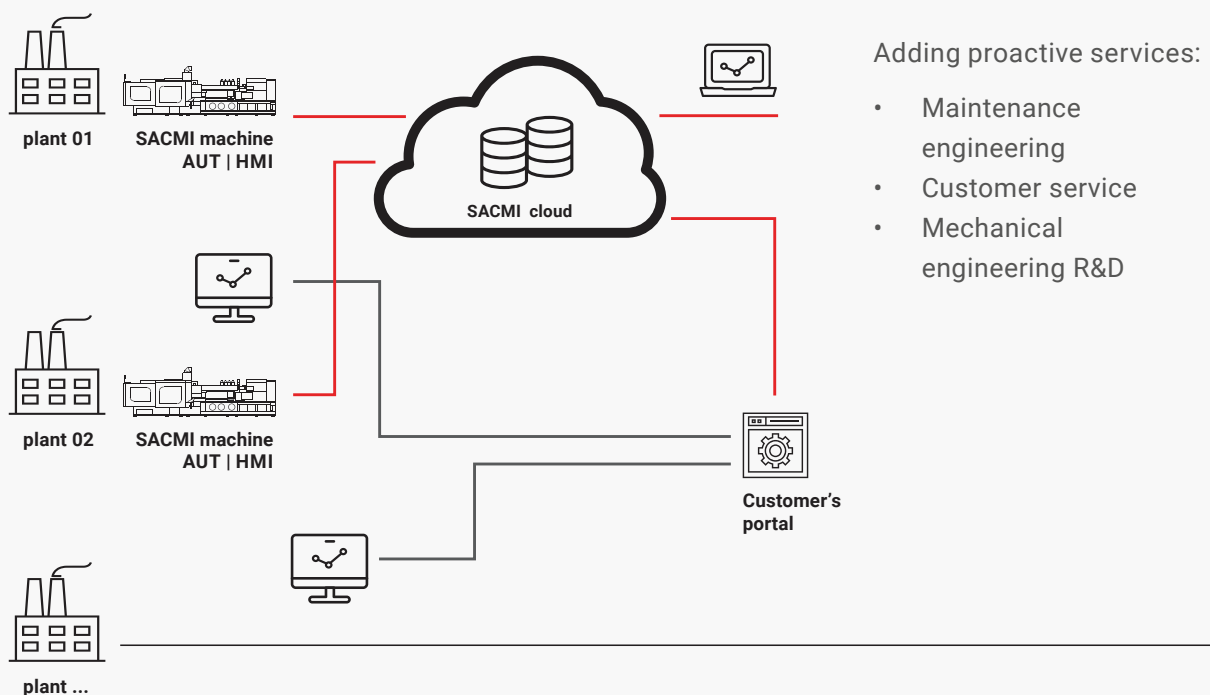 plant 01
SACMI machine
AUT | HMI
SACMI cloud
Adding proactive services:
• Maintenance
engineering
• Customer service
• Mechanical
engineering R&D
plant 02
SACMI machine
AUT | HMI
Customer’s
portal
plant ...